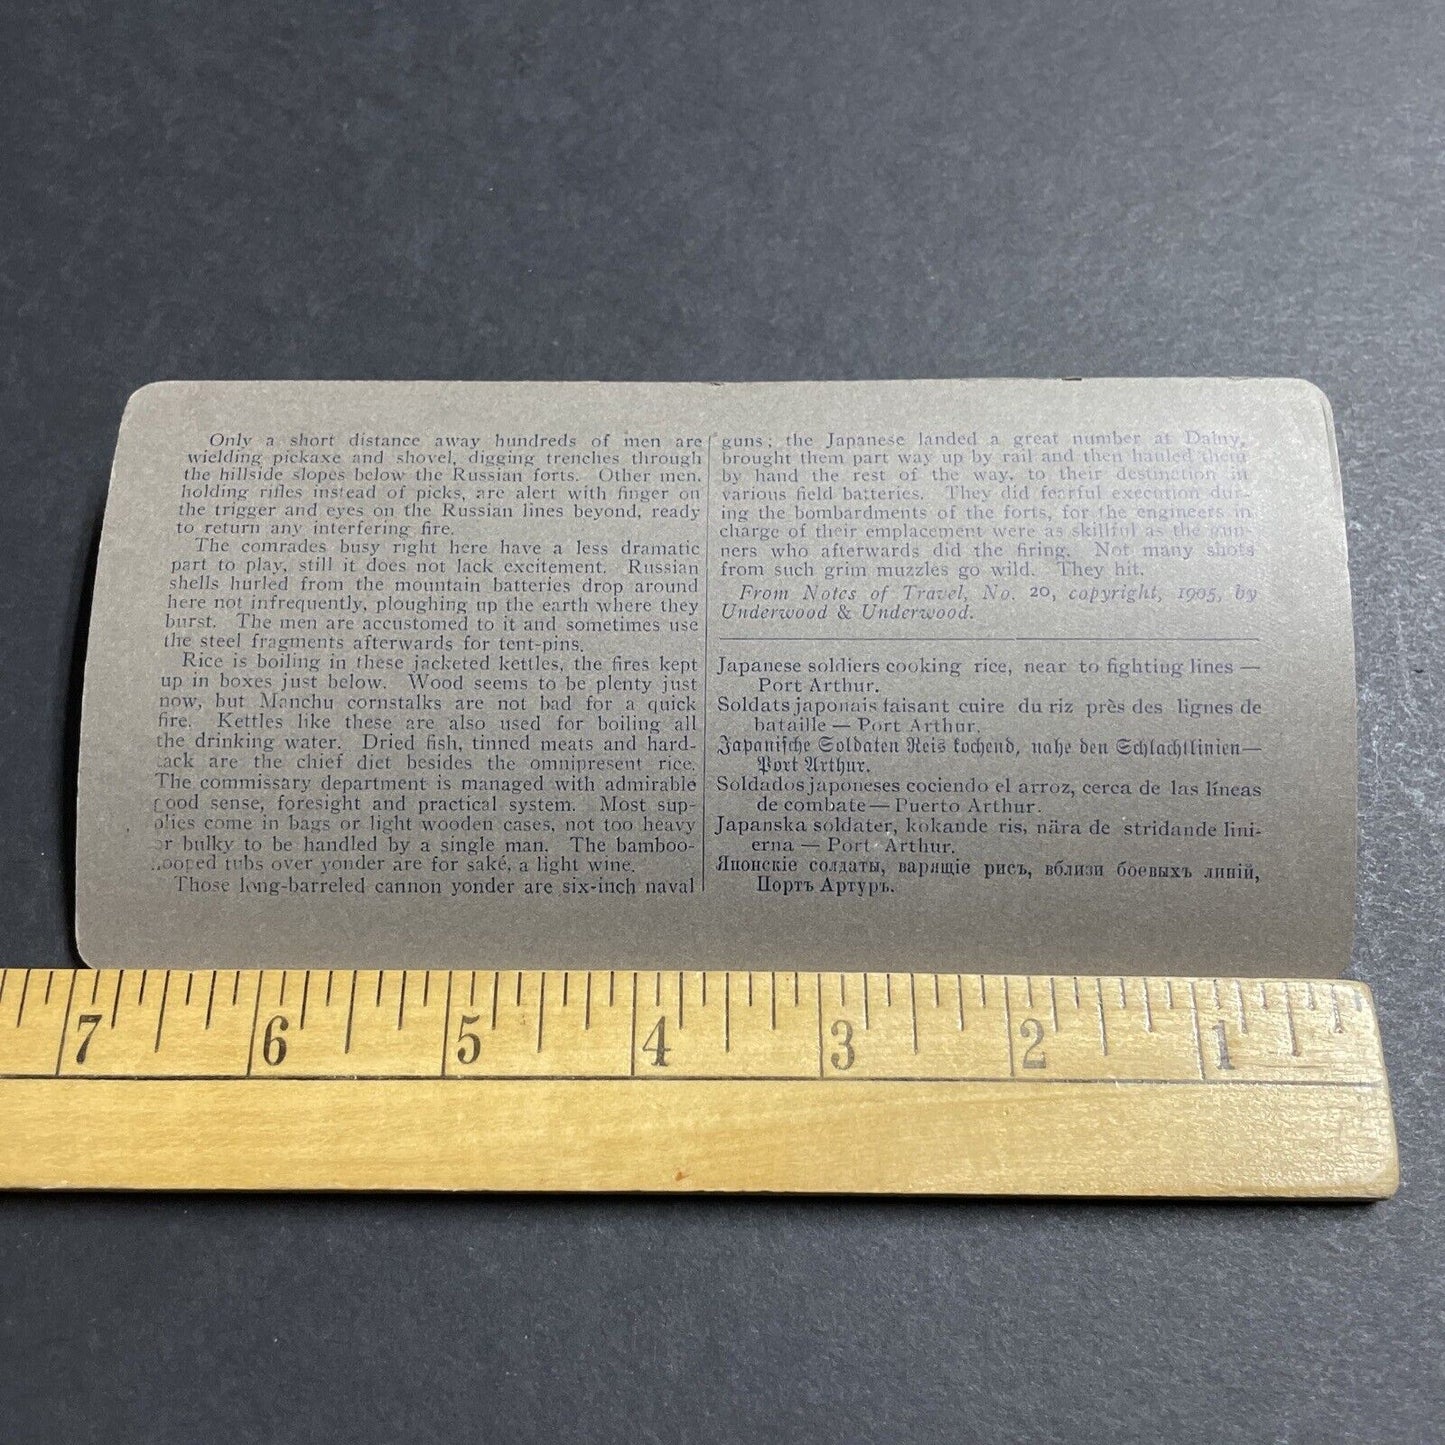 Only a short distance away hundreds of men are
wielding pickaxe and shovel, digging trenches through
the hillside slopes below the Russian forts. Other men,
holding rifles instead of picks, are alert with finger on
the trigger and eyes on the Russian lines beyond, ready
to return any interfering fire.
The comrades busy right here have a less dramatic
part to play, still it does not lack excitement. Russian
shells hurled from the mountain batteries drop around
here not infrequently, ploughing up the earth where they
burst. The men are accustomed to it and sometimes use
the steel fragments afterwards for tent-pins.
Rice is boiling in these jacketed kettles, the fires kept
up in boxes just below. Wood seems to be plenty just
now, but Manchu cornstalks are not bad for a quick
fire. Kettles like these are also used for boiling all
the drinking water. Dried fish, tinned meats and hard-
tack are the chief diet besides the omnipresent rice.
The commissary department is managed with admirable
good sense, foresight and practical system. Most sup-
plies come in bags or light wooden cases, not too heavy
or bulky to be handled by a single man. The bamboo-
hooped tubs over yonder are for saké, a light wine.
Those long-barreled cannon yonder are six-inch naval
guns; the Japanese landed a great number at Dalny,
brought them part way up by rail and then hauled them
by hand the rest of the way, to their destination in
various field batteries. They did fearful execution dur-
ing the bombardments of the forts, for the engineers in
charge of their emplacement were as skillful as the gun-
ners who afterwards did the firing. Not many shots
from such grim muzzles go wild. They hit.
From Notes of Travel, No. 20, copyright, 1905, by
Underwood & Underwood.
Japanese soldiers cooking rice, near to fighting lines —
Port Arthur.
Soldats japonais faisant cuire du riz près des lignes de
bataille — Port Arthur.
Japanische Soldaten Reis kochend, nahe den Schlachtlinien—
Port Arthur.
Soldados japoneses cociendo el arroz, cerca de las líneas
de combate — Puerto Arthur.
Japanska soldater, kokande ris, nära de stridande lini-
erna — Port Arthur.
Японскіе солдаты, варящіе рисъ, вблизи боевыхъ линій,
Портъ Артуръ.
7 6 5 4 3 2 1